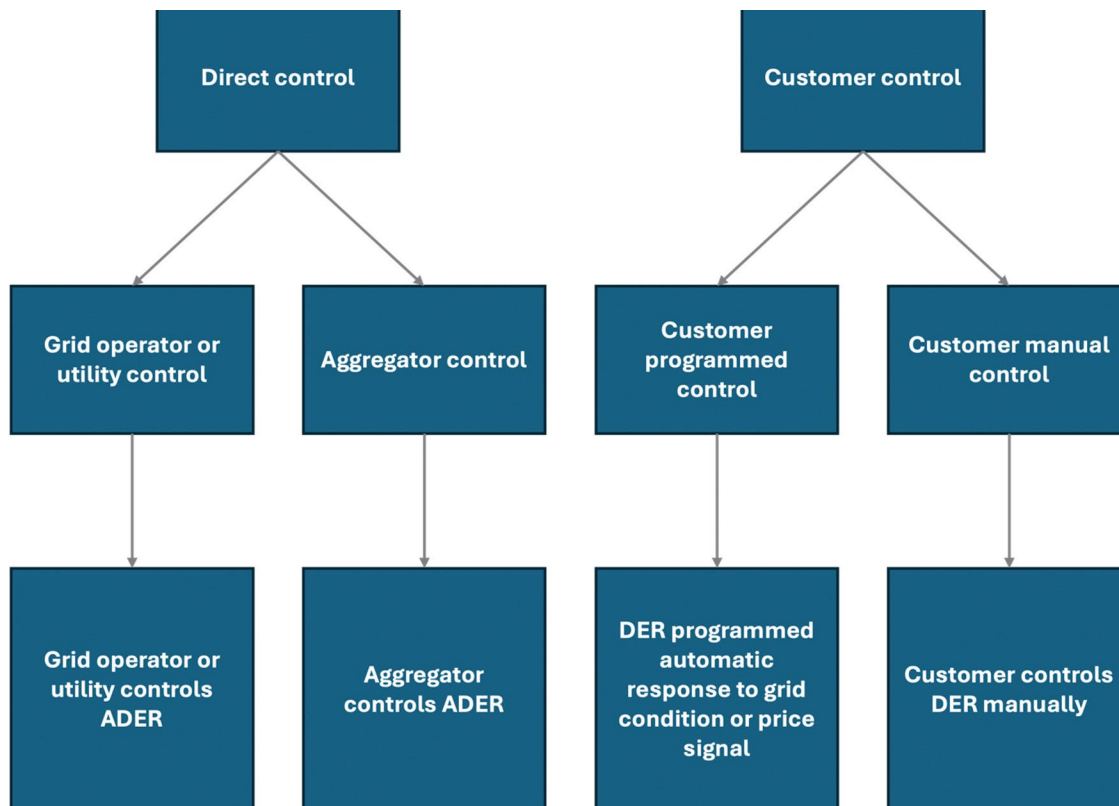 Direct control
Customer control
Grid operator or
utility control
Aggregator control
Customer
programmed
control
Customer manual
control
Grid operator or
utility controls
ADER
Aggregator
controls ADER
DER programmed
automatic
response to grid
condition or price
signal
Customer controls
DER manually